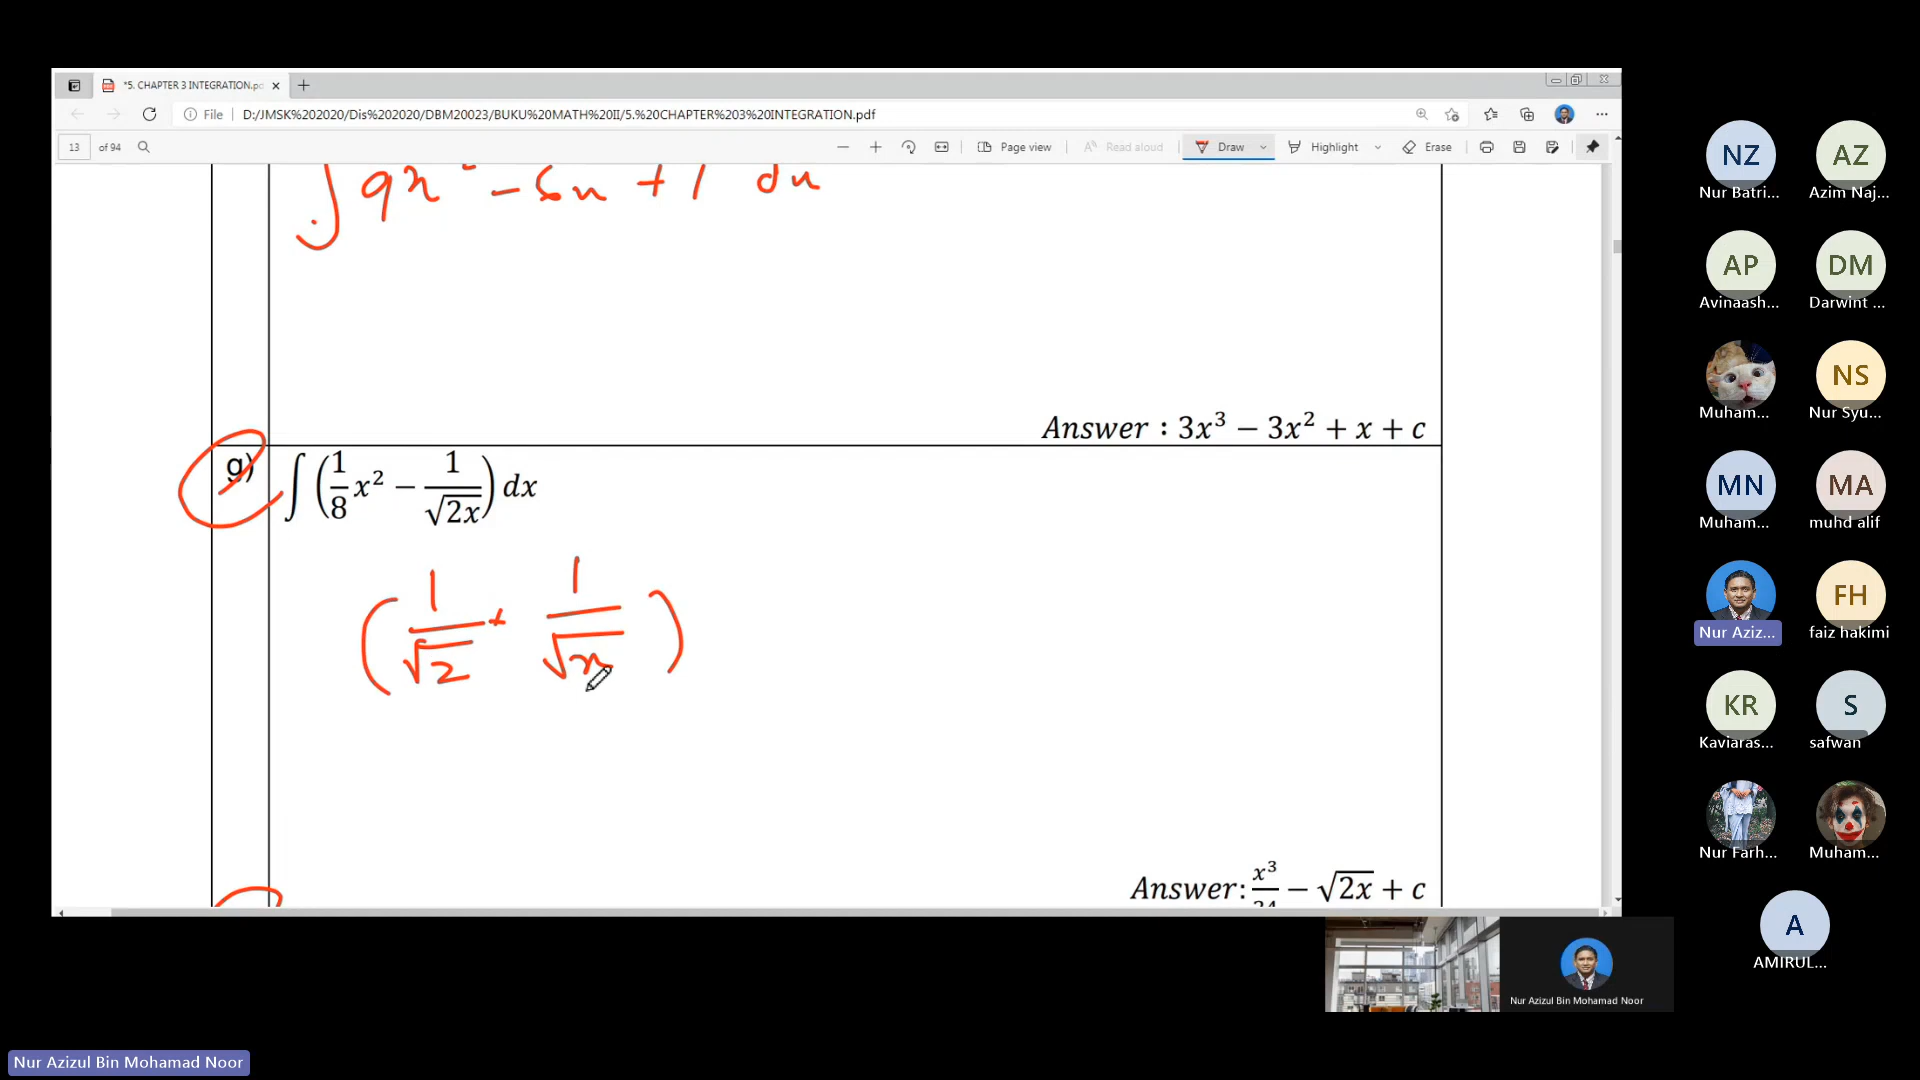 *5. CHAPTER 3 INTEGRATION.pd
File D:/JMSK%202020/Dis%202020/DBM20023/BUKU%20MATH%20II/5.%20CHAPTER%203%20INTEGRATION.pdf
13 of 94 Page view Read aloud Draw Highlight Erase
∫ 9x² − 6x + 1 dx
Answer : 3x³ − 3x² + x + c
g) ∫ (1/8 x² − 1/√2x) dx
(1/√2 + 1/√x)
Answer: x³/24 − √2x + c
NZ AZ
Nur Batri... Azim Naj...
AP DM
Avinaash... Darwint ...
NS
Muham... Nur Syu...
MN MA
Muham... muhd alif
FH
Nur Aziz... faiz hakimi
KR S
Kaviaras... safwan
Nur Farh... Muham...
A
AMIRUL...
Nur Azizul Bin Mohamad Noor
Nur Azizul Bin Mohamad Noor